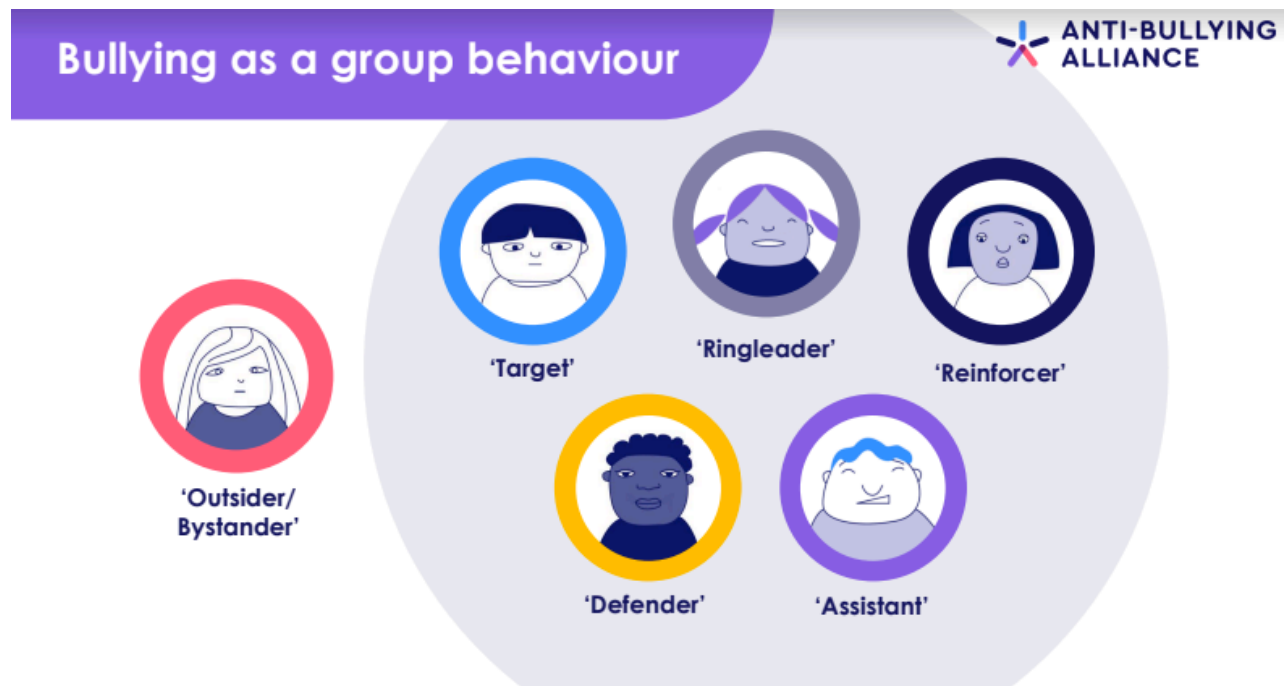 Bullying as a group behaviour
ANTI-BULLYING
ALLIANCE
‘Target’
‘Ringleader’
‘Reinforcer’
‘Outsider/
Bystander’
‘Defender’
‘Assistant’